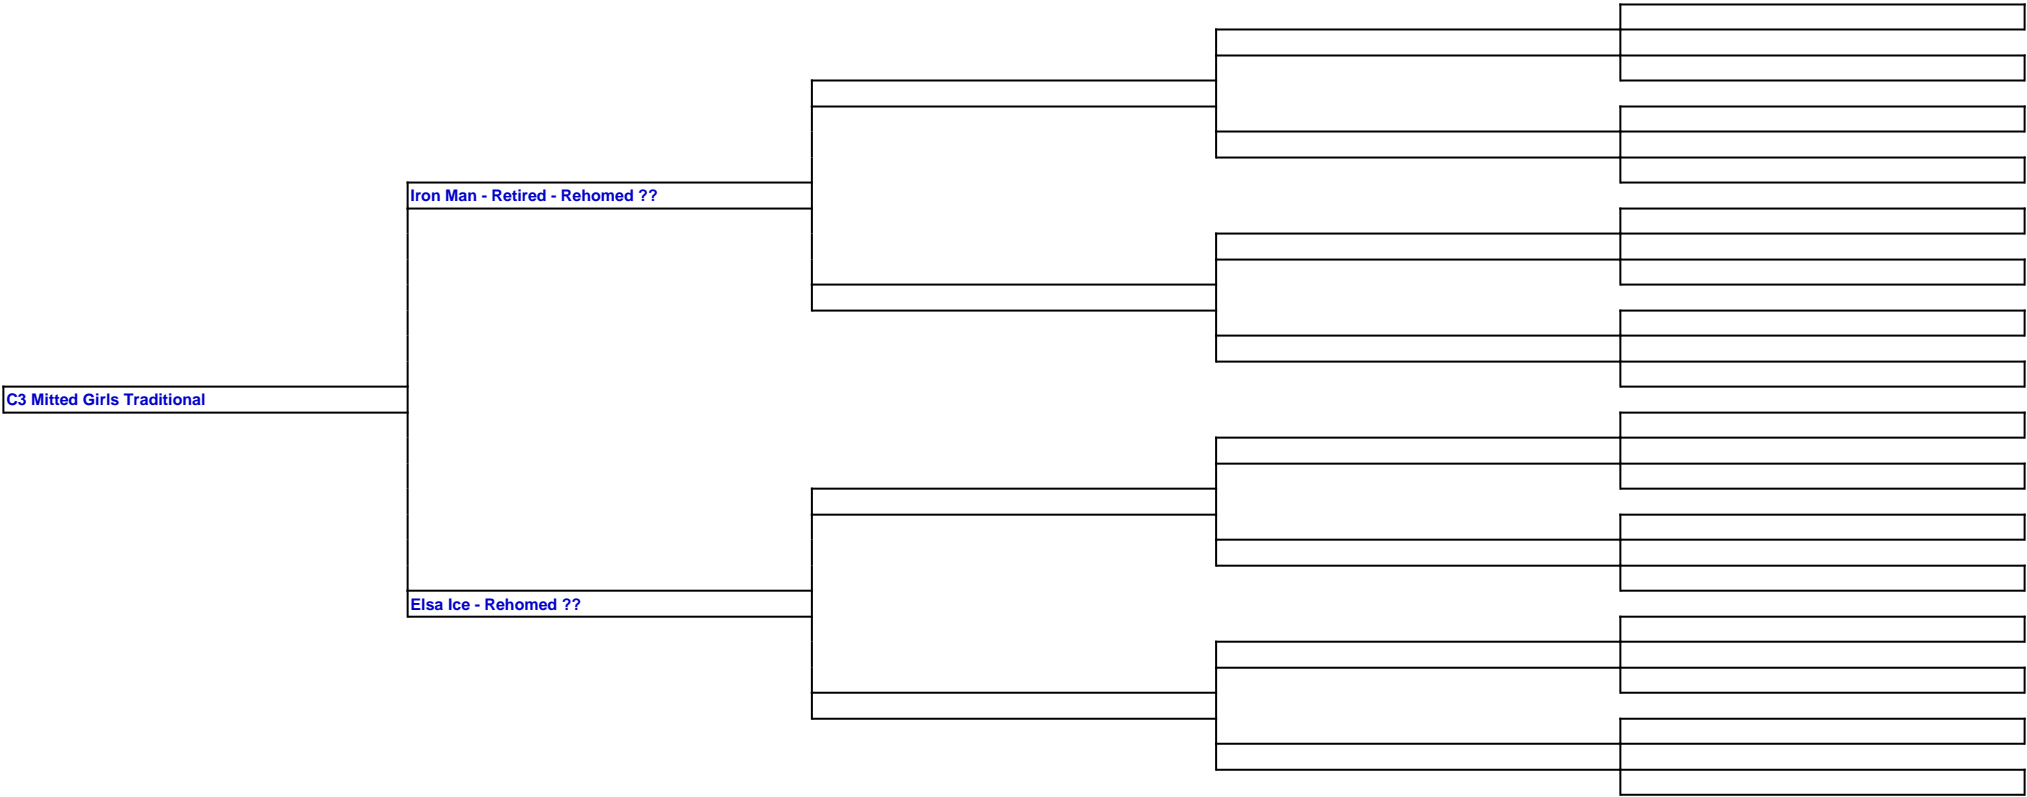 Iron Man - Retired - Rehomed ??
C3 Mitted Girls Traditional
Elsa Ice - Rehomed ??